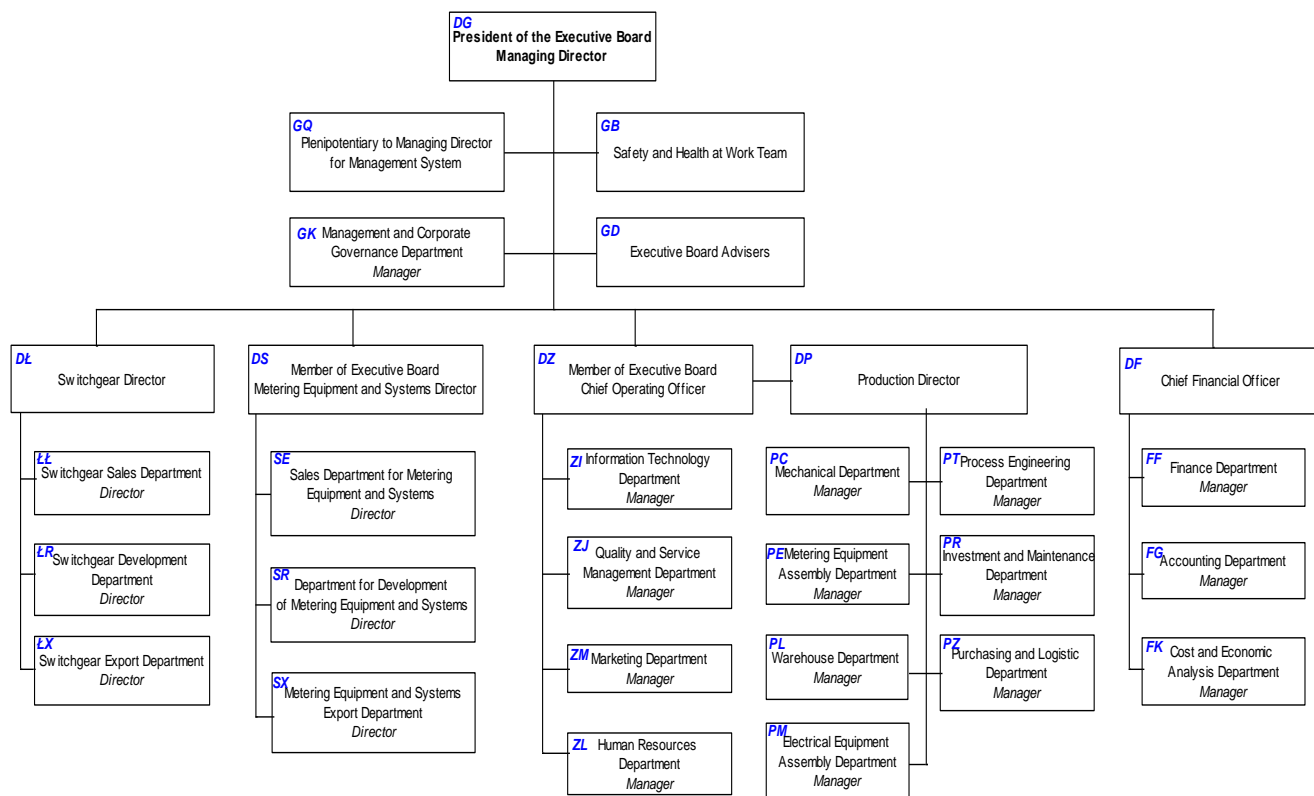 DG
President of the Executive Board
Managing Director
GQ
Plenipotentiary to Managing Director
for Management System
GB
Safety and Health at Work Team
GK Management and Corporate
Governance Department
Manager
GD
Executive Board Advisers
DŁ
Switchgear Director
DS
Member of Executive Board
Metering Equipment and Systems Director
DZ
Member of Executive Board
Chief Operating Officer
DP
Production Director
DF
Chief Financial Officer
ŁŁ
Switchgear Sales Department
Director
ŁR
Switchgear Development
Department
Director
ŁX
Switchgear Export Department
Director
SE
Sales Department for Metering
Equipment and Systems
Director
SR
Department for Development
of Metering Equipment and Systems
Director
SX
Metering Equipment and Systems
Export Department
Director
ZI Information Technology
Department
Manager
ZJ Quality and Service
Management Department
Manager
ZM Marketing Department
Manager
ZL Human Resources
Department
Manager
PC
Mechanical Department
Manager
PT Process Engineering
Department
Manager
PE Metering Equipment
Assembly Department
Manager
PR
Investment and Maintenance
Department
Manager
PL
Warehouse Department
Manager
PZ
Purchasing and Logistic
Department
Manager
PM
Electrical Equipment
Assembly Department
Manager
FF
Finance Department
Manager
FG
Accounting Department
Manager
FK Cost and Economic
Analysis Department
Manager